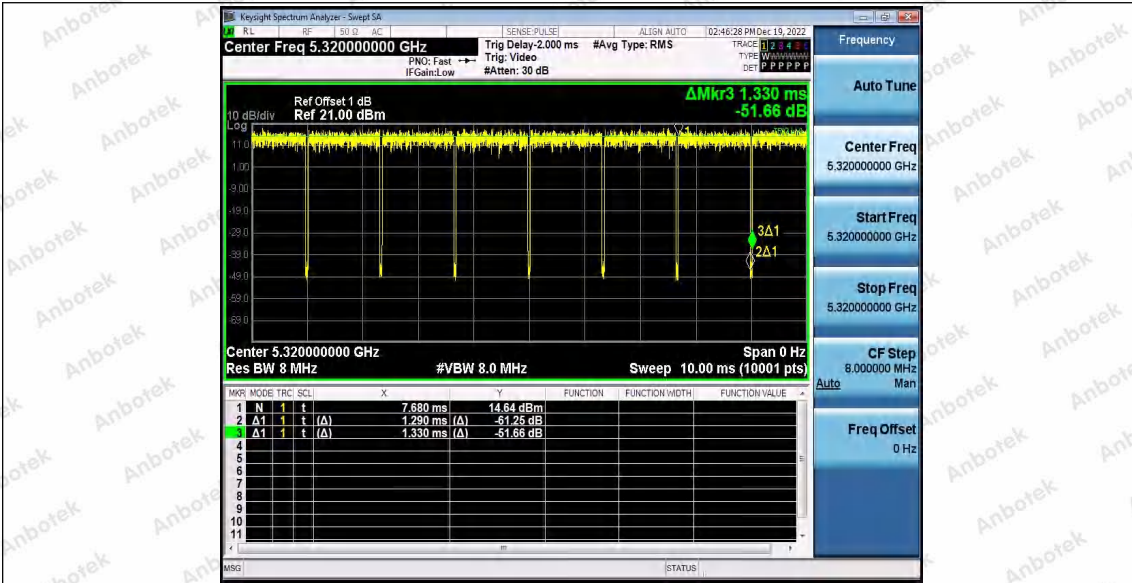 Keysight Spectrum Analyzer - Swept SA
RL RF 50 Ω AC SENSE:PULSE ALIGN AUTO 02:46:28 PM Dec 19, 2022
Center Freq 5.320000000 GHz
PNO: Fast
IFGain:Low
Trig Delay-2.000 ms
Trig: Video
#Atten: 30 dB
#Avg Type: RMS
TRACE 1 2 3 4 5 6
TYPE
DET P P P P P P
Frequency
Auto Tune
Center Freq
5.320000000 GHz
Start Freq
5.320000000 GHz
Stop Freq
5.320000000 GHz
CF Step
8.000000 MHz
Auto Man
Freq Offset
0 Hz
ΔMkr3 1.330 ms
-51.66 dB
Ref Offset 1 dB
10 dB/div Ref 21.00 dBm
Log
11.0
1.00
-9.00
-19.0
-29.0
-39.0
-49.0
-59.0
-69.0
1
3Δ1
2Δ1
Center 5.320000000 GHz Span 0 Hz
Res BW 8 MHz #VBW 8.0 MHz Sweep 10.00 ms (10001 pts)
MKR MODE TRC SCL X Y FUNCTION FUNCTION WIDTH FUNCTION VALUE
1 N 1 t 7.680 ms 14.64 dBm
2 Δ1 1 t (Δ) 1.290 ms (Δ) -61.25 dB
3 Δ1 1 t (Δ) 1.330 ms (Δ) -51.66 dB
4
5
6
7
8
9
10
11
MSG STATUS
Anbotek